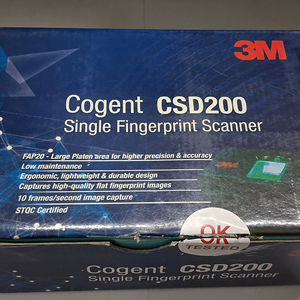 3M
Cogent CSD200
Single Fingerprint Scanner
FAP20 - Large Platen area for higher precision & accuracy
Low maintenance
Ergonomic, lightweight & durable design
Captures high-quality flat fingerprint images
10 frames/second image capture
STQC Certified
OK
TESTED
Cogent CSD200
Single Fingerprint Scanner